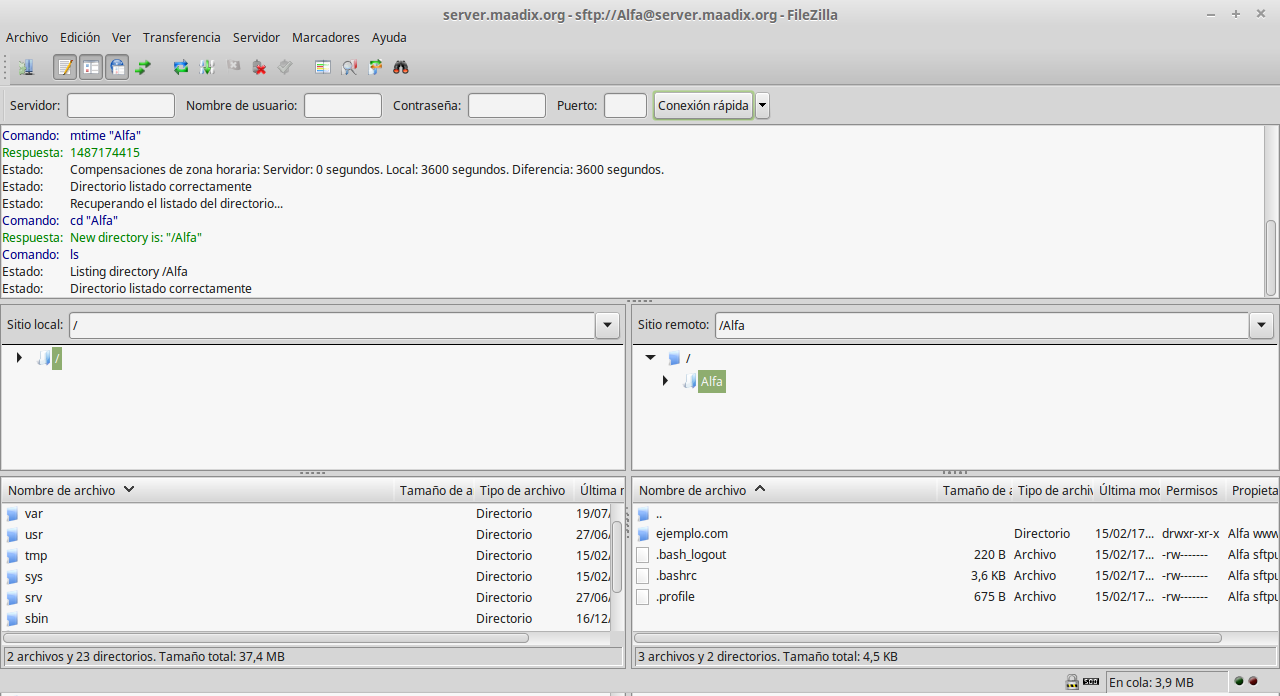 server.maadix.org - sftp://Alfa@server.maadix.org - FileZilla
Archivo Edición Ver Transferencia Servidor Marcadores Ayuda
Servidor: Nombre de usuario: Contraseña: Puerto: Conexión rápida
Comando: mtime "Alfa"
Respuesta: 1487174415
Estado: Compensaciones de zona horaria: Servidor: 0 segundos. Local: 3600 segundos. Diferencia: 3600 segundos.
Estado: Directorio listado correctamente
Estado: Recuperando el listado del directorio...
Comando: cd "Alfa"
Respuesta: New directory is: "/Alfa"
Comando: ls
Estado: Listing directory /Alfa
Estado: Directorio listado correctamente
Sitio local: /
/
Nombre de archivo Tamaño de a Tipo de archivo Última r
var Directorio 19/07/
usr Directorio 27/06/
tmp Directorio 15/02/
sys Directorio 15/02/
srv Directorio 27/06/
sbin Directorio 16/12/
2 archivos y 23 directorios. Tamaño total: 37,4 MB
Sitio remoto: /Alfa
/
Alfa
Nombre de archivo Tamaño de a Tipo de archiv Última mod Permisos Propieta
..
ejemplo.com Directorio 15/02/17... drwxr-xr-x Alfa www
.bash_logout 220 B Archivo 15/02/17... -rw------- Alfa sftpu
.bashrc 3,6 KB Archivo 15/02/17... -rw------- Alfa sftpu
.profile 675 B Archivo 15/02/17... -rw------- Alfa sftpu
3 archivos y 2 directorios. Tamaño total: 4,5 KB
En cola: 3,9 MB